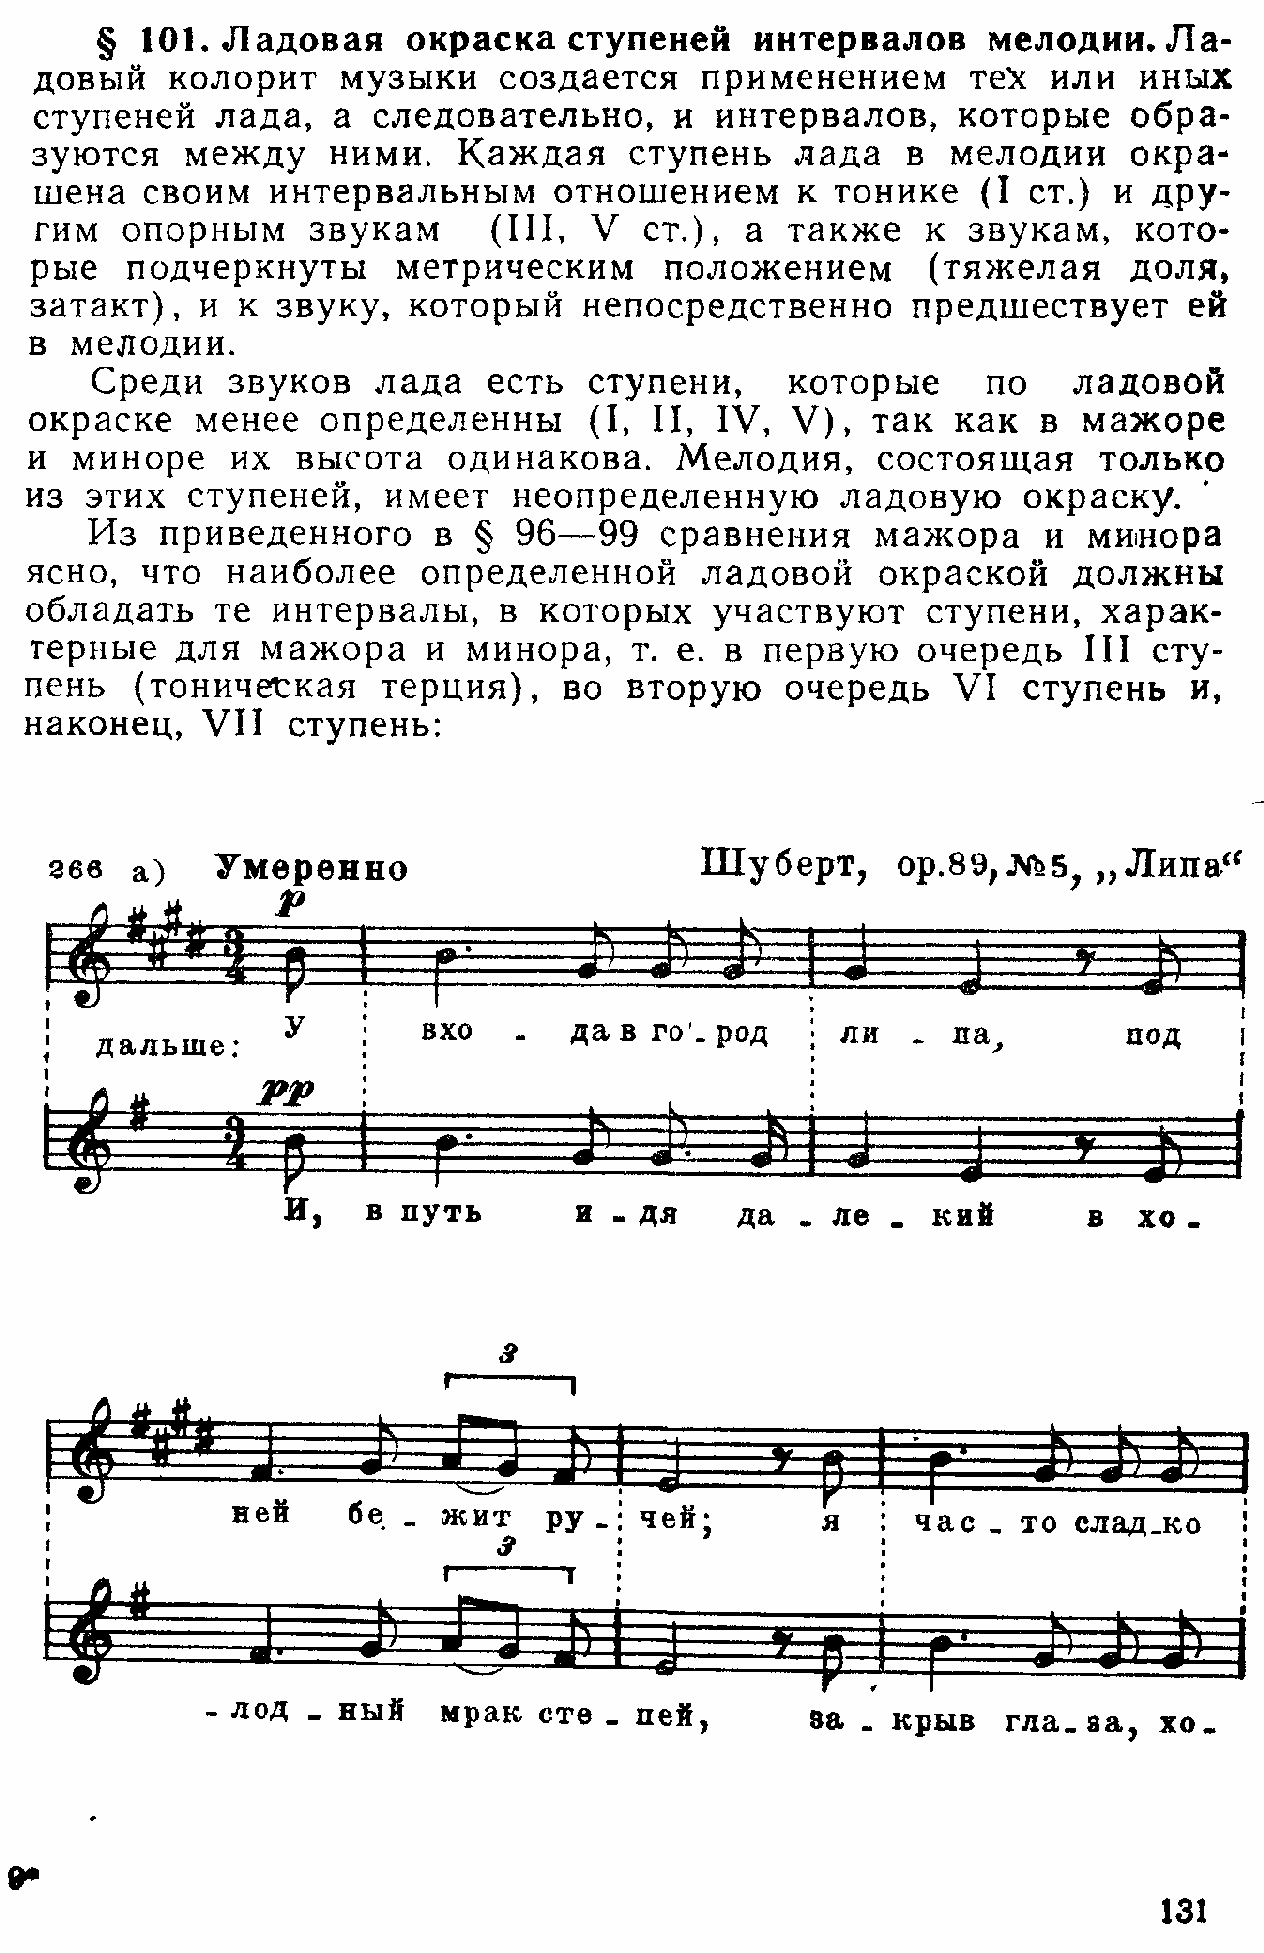 § 101. Ладовая окраска ступеней интервалов мелодии. Ла-
довый колорит музыки создается применением тех или иных
ступеней лада, а следовательно, и интервалов, которые обра-
зуются между ними. Каждая ступень лада в мелодии окра-
шена своим интервальным отношением к тонике (I ст.) и дру-
гим опорным звукам (III, V ст.), а также к звукам, кото-
рые подчеркнуты метрическим положением (тяжелая доля,
затакт), и к звуку, который непосредственно предшествует ей
в мелодии.
Среди звуков лада есть ступени, которые по ладовой
окраске менее определенны (I, II, IV, V), так как в мажоре
и миноре их высота одинакова. Мелодия, состоящая только
из этих ступеней, имеет неопределенную ладовую окраску.
Из приведенного в § 96—99 сравнения мажора и минора
ясно, что наиболее определенной ладовой окраской должны
обладать те интервалы, в которых участвуют ступени, харак-
терные для мажора и минора, т. е. в первую очередь III сту-
пень (тоническая терция), во вторую очередь VI ступень и,
наконец, VII ступень:
266 а) Умеренно Шуберт, ор.89, №5, „Липа“
p
3/4
дальше: У вхо - да в го - род ли - па, под
pp
3/4
И, в путь и - дя да - ле - кий в хо -
3
ней бе - жит ру - чей; я час - то слад-ко
3
- лод - ный мрак сте - пей, за - крыв гла-за, хо-
9*
131